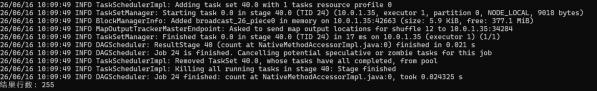 26/06/16 10:09:49 INFO TaskSchedulerImpl: Adding task set 40.0 with 1 tasks resource profile 0
26/06/16 10:09:49 INFO TaskSetManager: Starting task 0.0 in stage 40.0 (TID 24) (10.0.1.35, executor 1, partition 0, NODE_LOCAL, 9018 bytes)
26/06/16 10:09:49 INFO BlockManagerInfo: Added broadcast_26_piece0 in memory on 10.0.1.35:42663 (size: 5.9 KiB, free: 377.1 MiB)
26/06/16 10:09:49 INFO MapOutputTrackerMasterEndpoint: Asked to send map output locations for shuffle 12 to 10.0.1.35:34284
26/06/16 10:09:49 INFO TaskSetManager: Finished task 0.0 in stage 40.0 (TID 24) in 17 ms on 10.0.1.35 (executor 1) (1/1)
26/06/16 10:09:49 INFO DAGScheduler: ResultStage 40 (count at NativeMethodAccessorImpl.java:0) finished in 0.021 s
26/06/16 10:09:49 INFO DAGScheduler: Job 24 is finished. Cancelling potential speculative or zombie tasks for this job
26/06/16 10:09:49 INFO TaskSchedulerImpl: Removed TaskSet 40.0, whose tasks have all completed, from pool
26/06/16 10:09:49 INFO TaskSchedulerImpl: Killing all running tasks in stage 40: Stage finished
26/06/16 10:09:49 INFO DAGScheduler: Job 24 finished: count at NativeMethodAccessorImpl.java:0, took 0.024325 s
结果行数: 255